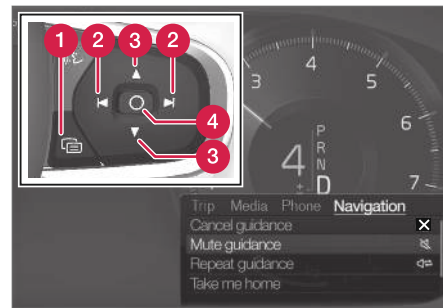 1 2 3 2
4
3
3 4 5 6 7
P
R
N
D
4
±
Trip Media Phone Navigation
Cancel guidance
Mute guidance
Repeat guidance
Take me home